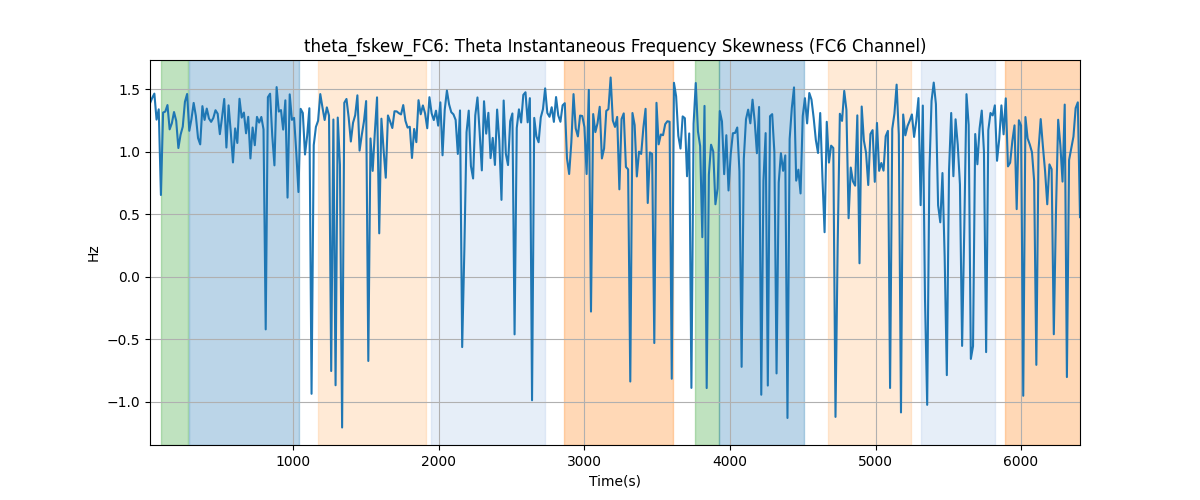 theta_fskew_FC6: Theta Instantaneous Frequency Skewness (FC6 Channel)
Hz
1.5
1.0
0.5
0.0
−0.5
−1.0
1000 2000 3000 4000 5000 6000
Time(s)